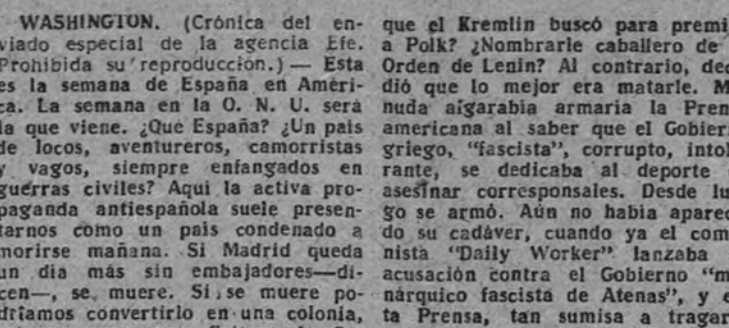 WASHINGTON. (Crónica del en-
viado especial de la agencia Efe.
Prohibida su reproducción.) — Esta
es la semana de España en Améri-
ca. La semana en la O. N. U. será
la que viene. ¿Qué España? ¿Un país
de locos, aventureros, camorristas
y vagos, siempre enfangados en
guerras civiles? Aquí la activa pro-
paganda antiespañola suele presen-
tarnos como un país condenado a
morirse mañana. Si Madrid queda
un día más sin embajadores—di-
cen—, se muere. Si se muere po-
dríamos convertirlo en una colonia,
que el Kremlin buscó para premi
a Polk? ¿Nombrarle caballero de
Orden de Lenin? Al contrario, dec
dió que lo mejor era matarle. M
nuda algarabía armaría la Pren
americana al saber que el Gobier
griego, "fascista", corrupto, intol
rante, se dedicaba al deporte
asesinar corresponsales. Desde lu
go se armó. Aún no había apare
do su cadáver, cuando ya el com
nista "Daily Worker" lanzaba
acusación contra el Gobierno "m
nárquico fascista de Atenas", y e
ta Prensa, tan sumisa a tragar